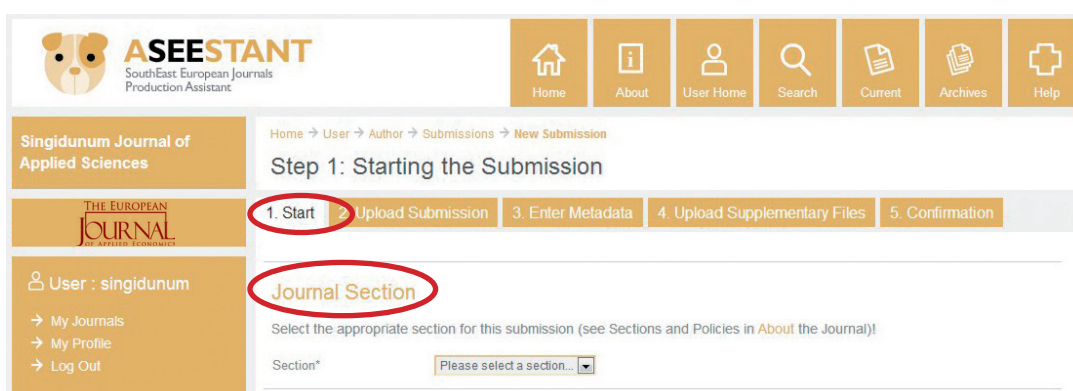 ASEESTANT
SouthEast European Journals
Production Assistant
Home
About
User Home
Search
Current
Archives
Help
Singidunum Journal of
Applied Sciences
THE EUROPEAN
JOURNAL
OF APPLIED ECONOMICS
User : singidunum
→ My Journals
→ My Profile
→ Log Out
Home → User → Author → Submissions → New Submission
Step 1: Starting the Submission
1. Start 2. Upload Submission 3. Enter Metadata 4. Upload Supplementary Files 5. Confirmation
Journal Section
Select the appropriate section for this submission (see Sections and Policies in About the Journal)!
Section* Please select a section...